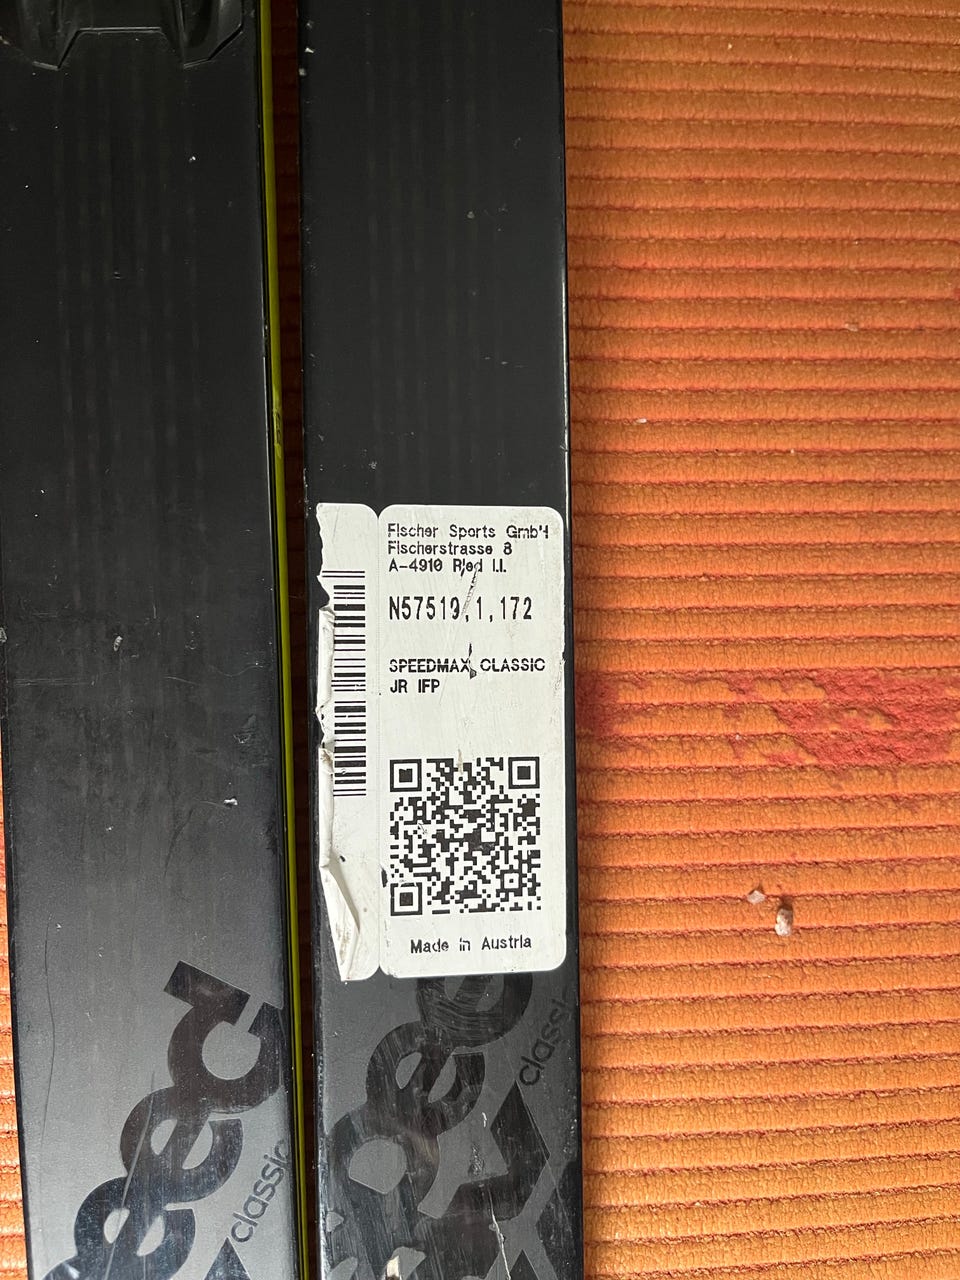 Fischer Sports GmbH
Fischerstrasse 8
A-4910 Ried I.I.
N57519,1,172
SPEEDMAX CLASSIC
JR IFP
Made in Austria
classic
classic